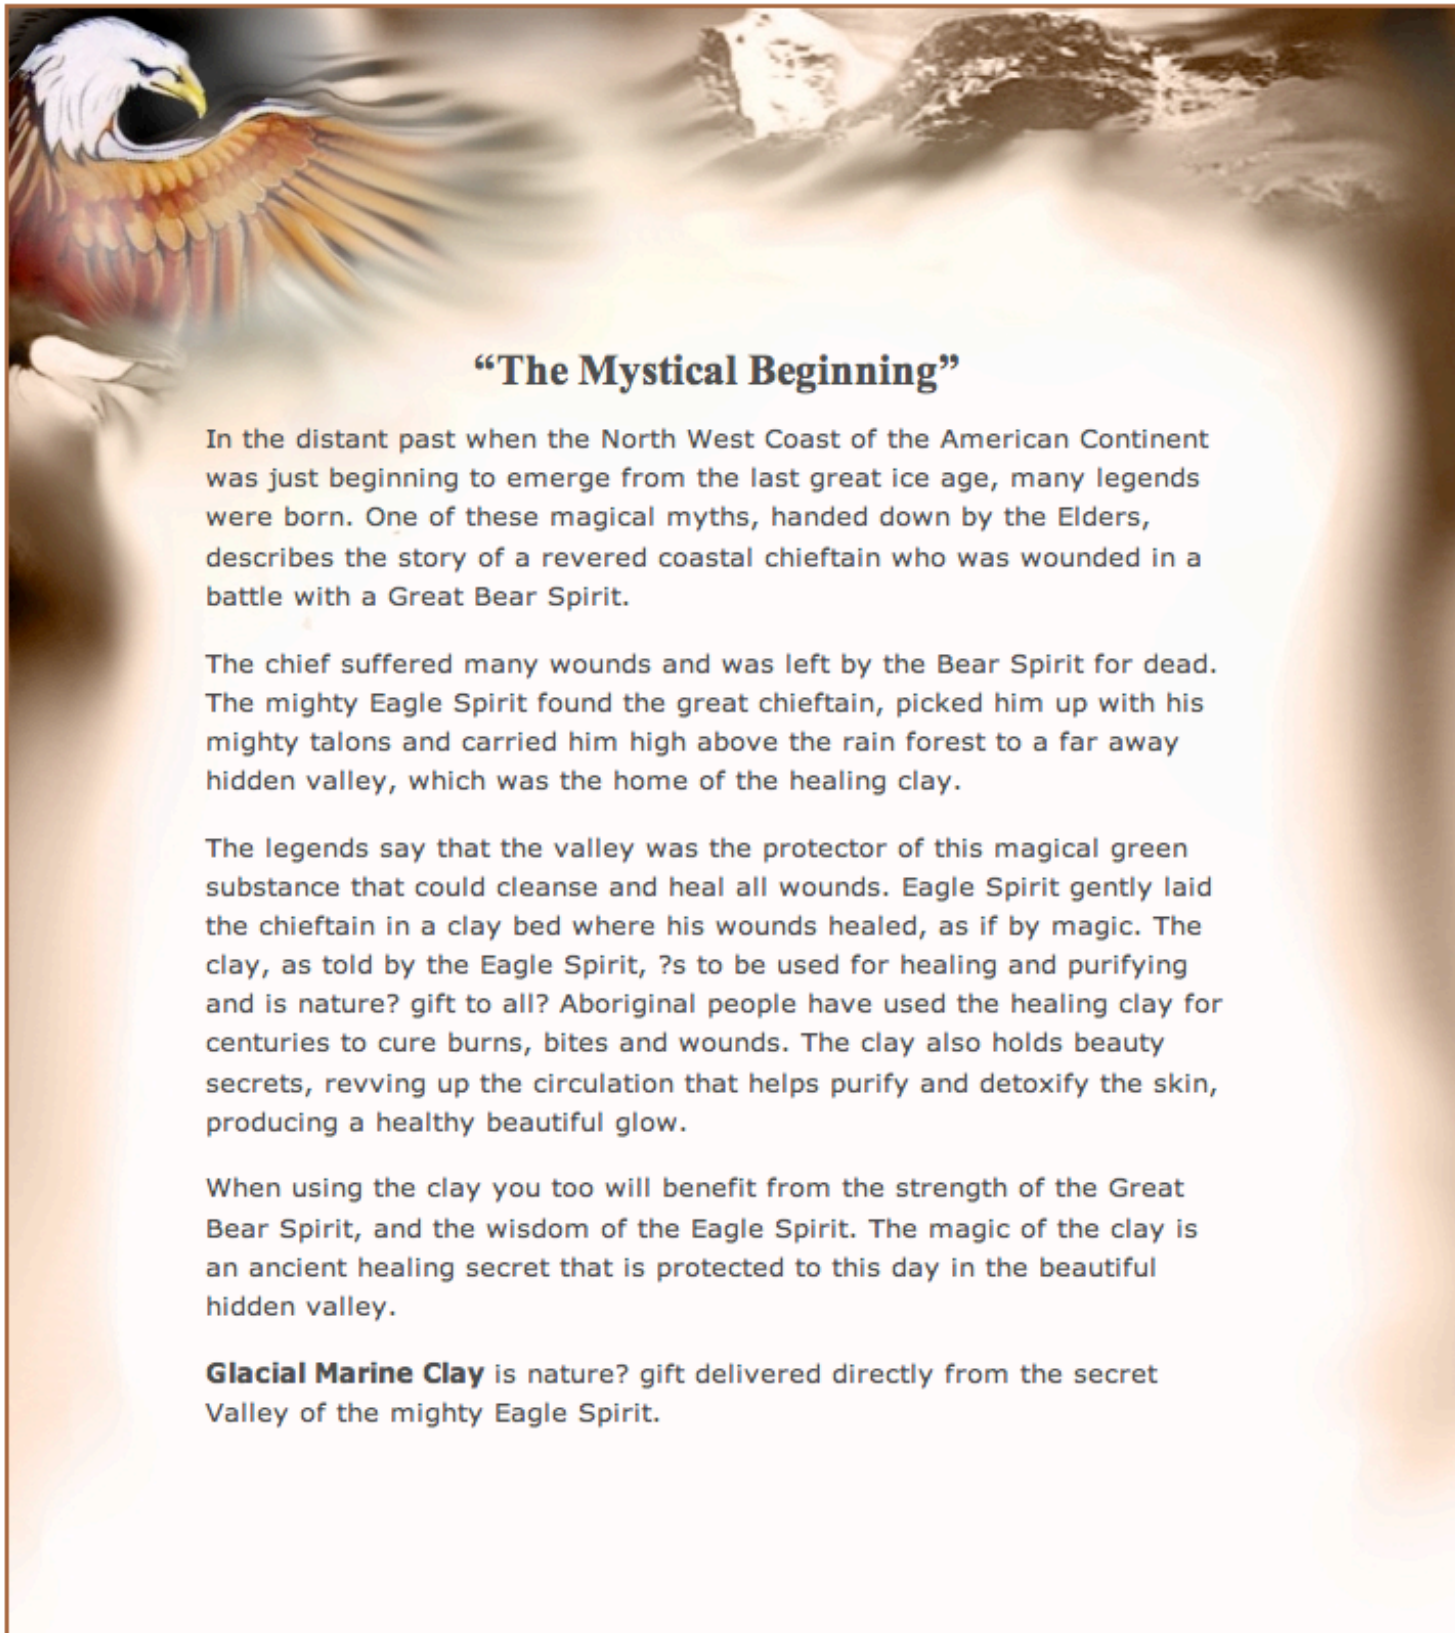 “The Mystical Beginning”
In the distant past when the North West Coast of the American Continent
was just beginning to emerge from the last great ice age, many legends
were born. One of these magical myths, handed down by the Elders,
describes the story of a revered coastal chieftain who was wounded in a
battle with a Great Bear Spirit.
The chief suffered many wounds and was left by the Bear Spirit for dead.
The mighty Eagle Spirit found the great chieftain, picked him up with his
mighty talons and carried him high above the rain forest to a far away
hidden valley, which was the home of the healing clay.
The legends say that the valley was the protector of this magical green
substance that could cleanse and heal all wounds. Eagle Spirit gently laid
the chieftain in a clay bed where his wounds healed, as if by magic. The
clay, as told by the Eagle Spirit, ?s to be used for healing and purifying
and is nature? gift to all? Aboriginal people have used the healing clay for
centuries to cure burns, bites and wounds. The clay also holds beauty
secrets, revving up the circulation that helps purify and detoxify the skin,
producing a healthy beautiful glow.
When using the clay you too will benefit from the strength of the Great
Bear Spirit, and the wisdom of the Eagle Spirit. The magic of the clay is
an ancient healing secret that is protected to this day in the beautiful
hidden valley.
Glacial Marine Clay is nature? gift delivered directly from the secret
Valley of the mighty Eagle Spirit.